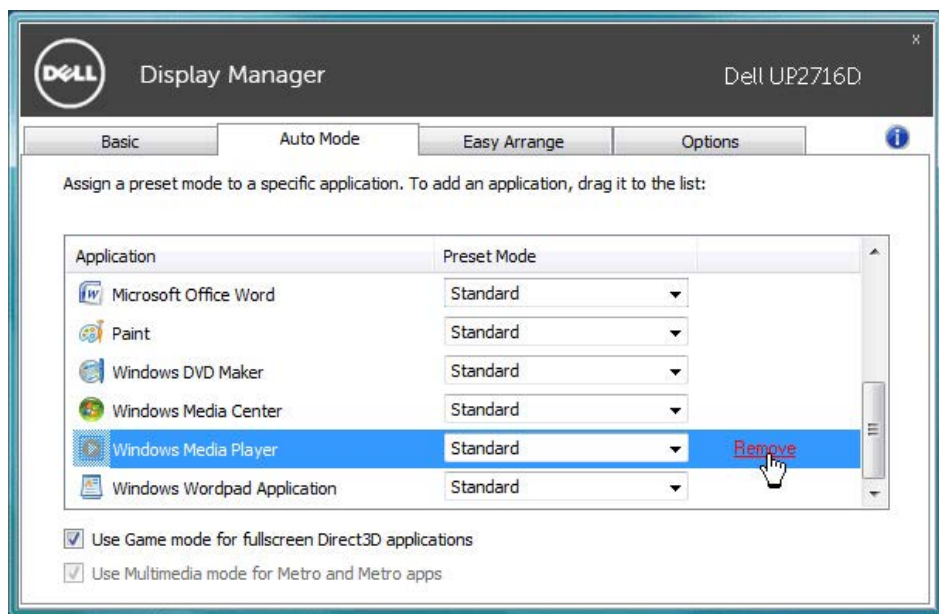 x
DELL Display Manager Dell UP2716D
Basic Auto Mode Easy Arrange Options
Assign a preset mode to a specific application. To add an application, drag it to the list:
Application Preset Mode
Microsoft Office Word Standard
Paint Standard
Windows DVD Maker Standard
Windows Media Center Standard
Windows Media Player Standard Remove
Windows Wordpad Application Standard
Use Game mode for fullscreen Direct3D applications
Use Multimedia mode for Metro and Metro apps